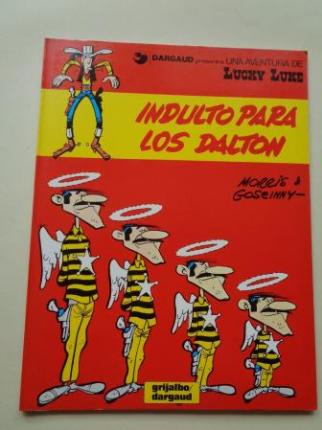 DARGAUD presenta UNA AVENTURA DE
LUCKY LUKE
INDULTO PARA
LOS DALTON
MORRIS &
GOSCINNY
grijalbo/
dargaud